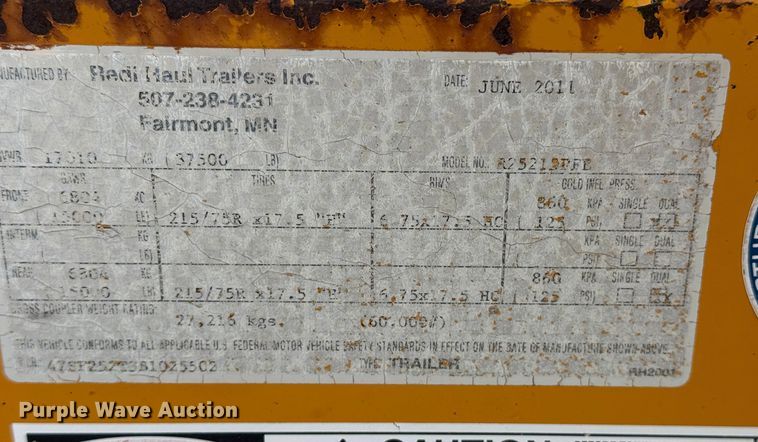 MANUFACTURED BY: Redi Haul Trailers Inc. DATE: JUNE 2011
507-238-4231
Fairmont, MN
GVWR 17010 KG (37500 LB) MODEL NO.
GAWR TIRES RIMS COLD INFL. PRESS.
FRONT 6804 KG 860 KPA SINGLE DUAL
15000 LB) 215/75R x17.5 "F" 6.75x17.5 HC 125 PSI
INTERM. KG KPA SINGLE DUAL
LB) PSI)
REAR 6804 KG 860 KPA SINGLE DUAL
15000 LB) 215/75R x17.5 6.75x17.5 HC 125 PSI
GROSS COUPLER WEIGHT RATING: 27,216 kgs. (60,000#)
THIS VEHICLE CONFORMS TO ALL APPLICABLE U.S. FEDERAL MOTOR VEHICLE SAFETY STANDARDS IN EFFECT ON THE DATE OF MANUFACTURE SHOWN ABOVE.
TRAILER RH2001
Purple Wave Auction
CAUTION